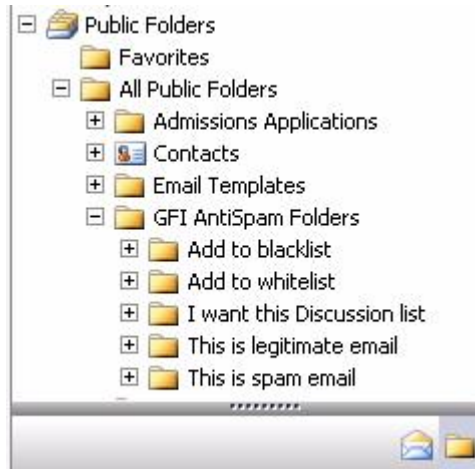 Public Folders
Favorites
All Public Folders
Admissions Applications
Contacts
Email Templates
GFI AntiSpam Folders
Add to blacklist
Add to whitelist
I want this Discussion list
This is legitimate email
This is spam email